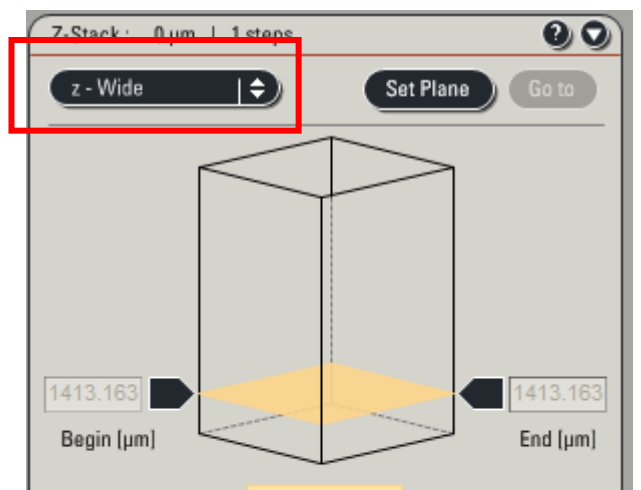 Z-Stack: 0 µm | 1 steps
z - Wide
Set Plane
Go to
1413.163
1413.163
Begin [µm]
End [µm]